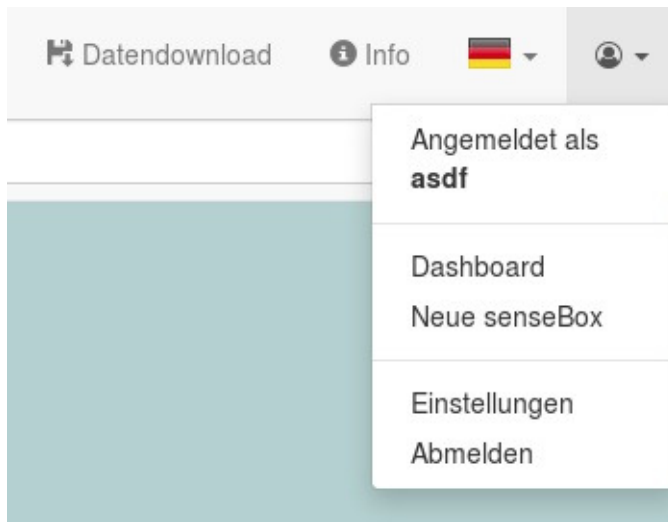 Datendownload Info
Angemeldet als
asdf
Dashboard
Neue senseBox
Einstellungen
Abmelden